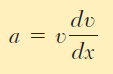 a = v dv/dx